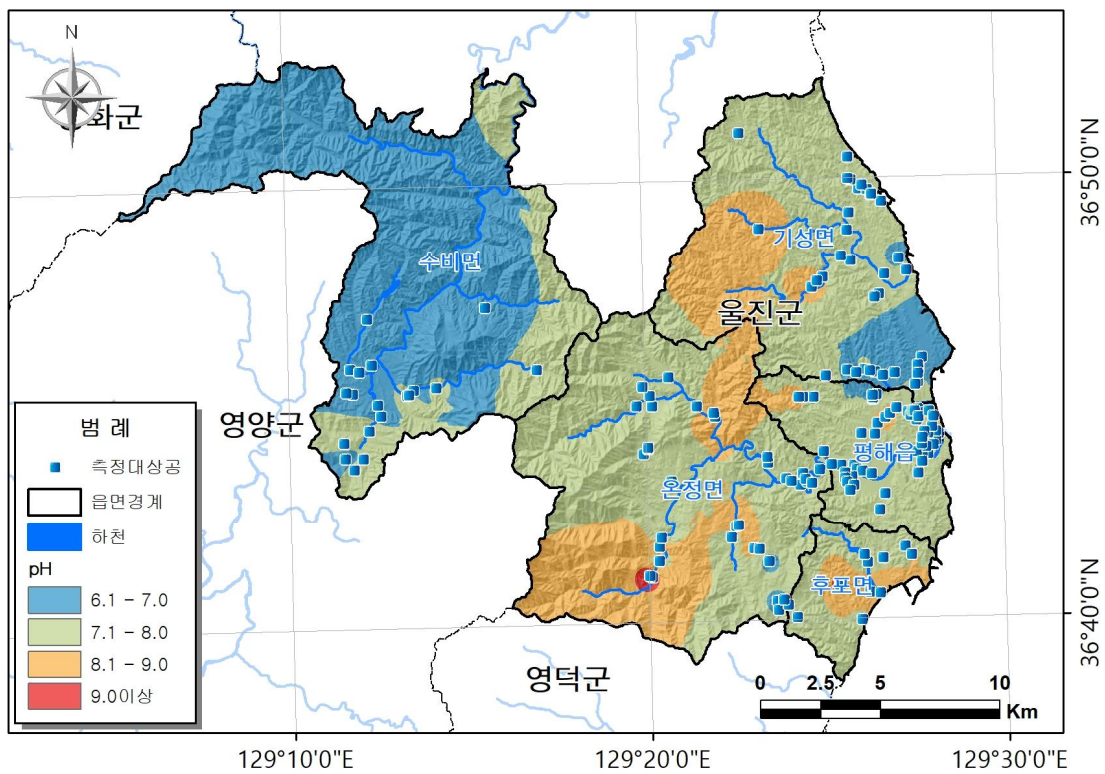 N
화군
36°50'0"N
수비면
기성면
울진군
영양군
평해읍
온정면
후포면
36°40'0"N
영덕군
범 례
측정대상공
읍면경계
하천
pH
6.1 - 7.0
7.1 - 8.0
8.1 - 9.0
9.0이상
0 2.5 5 10
Km
129°10'0"E
129°20'0"E
129°30'0"E